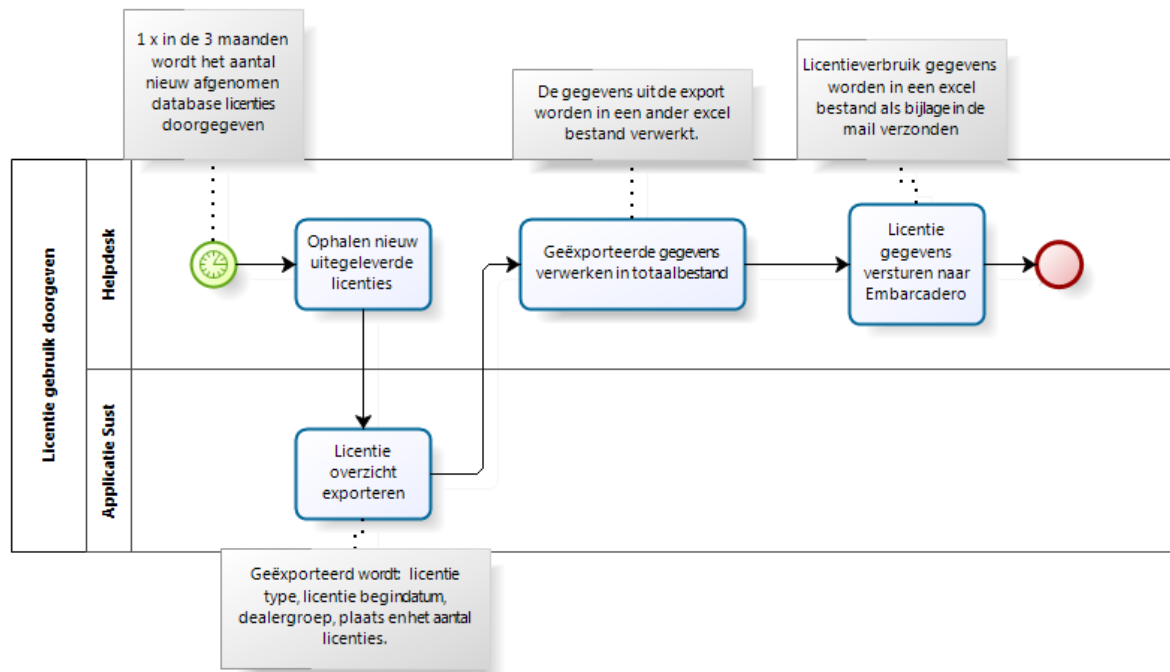 1 x in de 3 maanden
wordt het aantal
nieuw afgenomen
database licenties
doorgegeven
De gegevens uit de export
worden in een ander excel
bestand verwerkt.
Licentieverbruik gegevens
worden in een excel
bestand als bijlage in de
mail verzonden
Licentie gebruik doorgeven
Helpdesk
Ophalen nieuw
uitgeleverde
licenties
Geëxporteerde gegevens
verwerken in totaalbestand
Licentie
gegevens
versturen naar
Embarcadero
Applicatie Sust
Licentie
overzicht
exporteren
Geëxporteerd wordt: licentie
type, licentie begindatum,
dealergroep, plaats en het aantal
licenties.